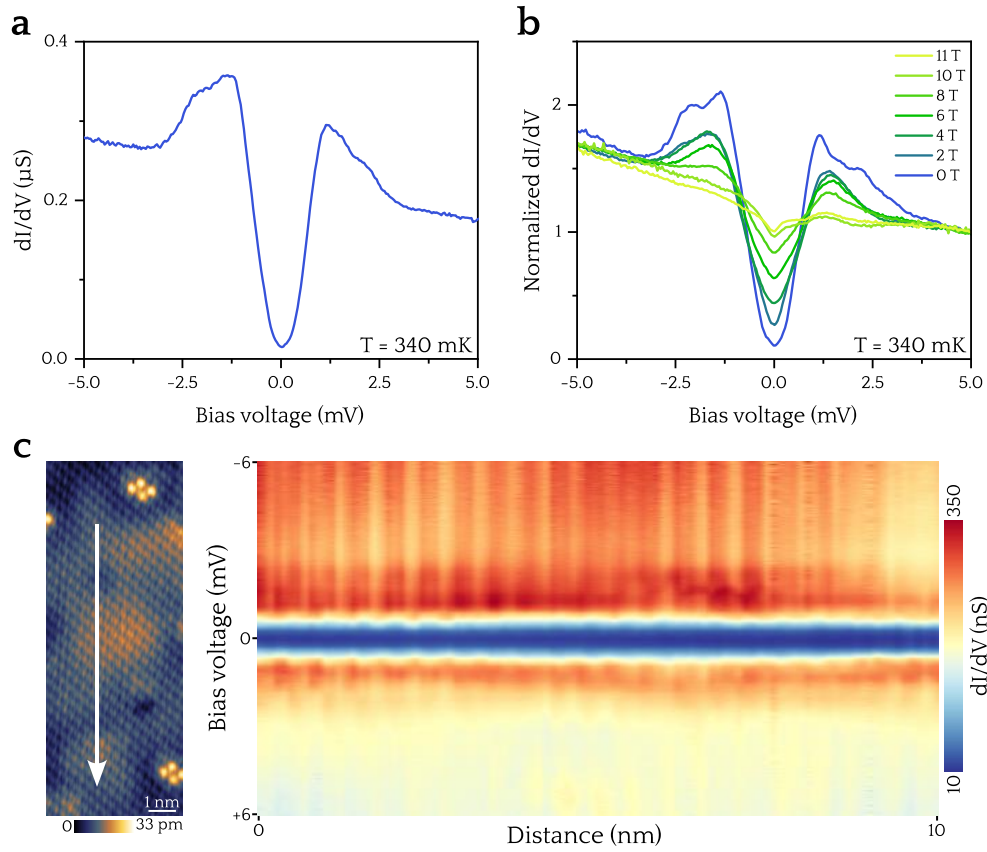 a
0.4
0.2
0.0
dI/dV (µS)
−5.0
−2.5
0.0
2.5
5.0
Bias voltage (mV)
T = 340 mK
b
2
1
0
Normalized dI/dV
11 T
10 T
8 T
6 T
4 T
2 T
0 T
−5.0
−2.5
0.0
2.5
5.0
Bias voltage (mV)
T = 340 mK
c
1 nm
0
33 pm
−6
0
+6
Bias voltage (mV)
0
10
Distance (nm)
350
10
dI/dV (nS)